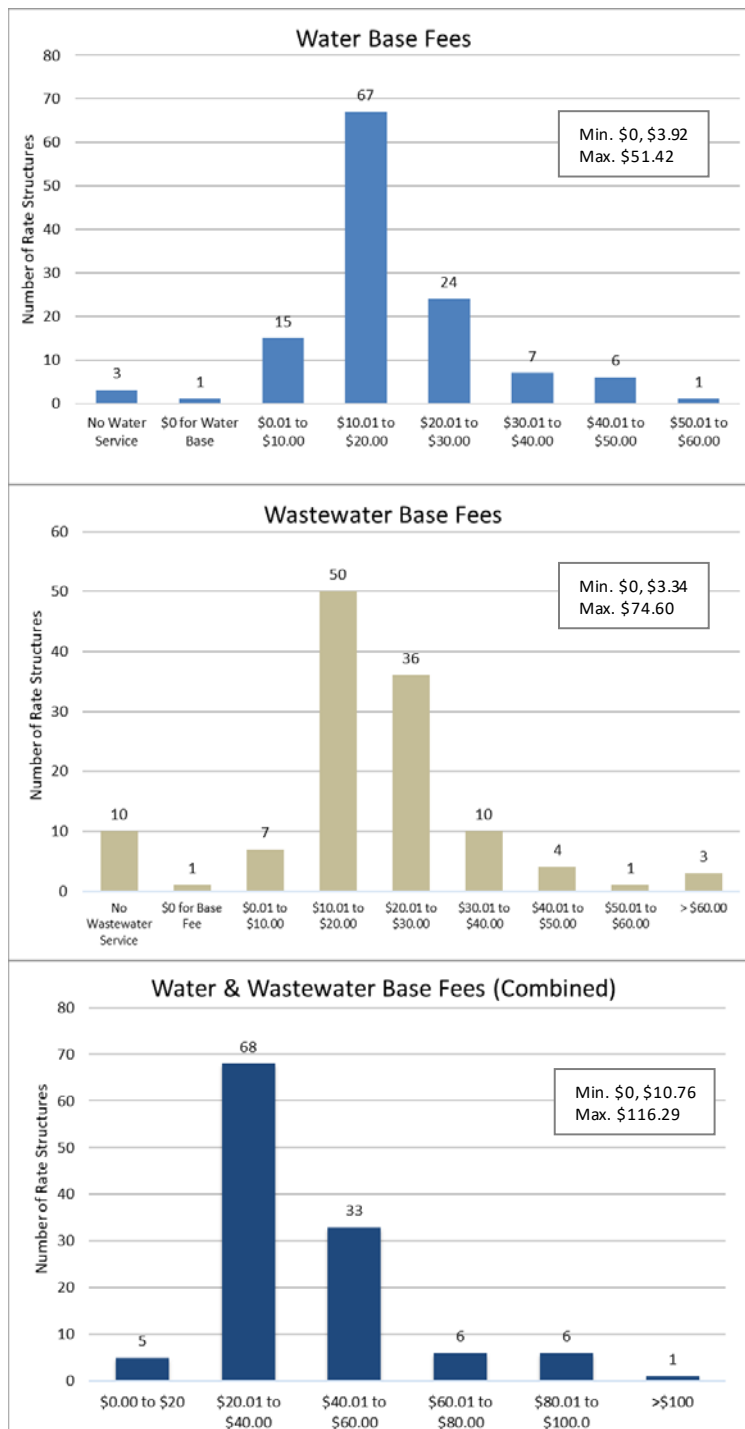 Water Base Fees
80
70
60
50
40
30
20
10
0
Number of Rate Structures
Min. $0, $3.92
Max. $51.42
3
1
15
67
24
7
6
1
No Water Service
$0 for Water Base
$0.01 to $10.00
$10.01 to $20.00
$20.01 to $30.00
$30.01 to $40.00
$40.01 to $50.00
$50.01 to $60.00
Wastewater Base Fees
60
50
40
30
20
10
0
Number of Rate Structures
Min. $0, $3.34
Max. $74.60
10
1
7
50
36
10
4
1
3
No Wastewater Service
$0 for Base Fee
$0.01 to $10.00
$10.01 to $20.00
$20.01 to $30.00
$30.01 to $40.00
$40.01 to $50.00
$50.01 to $60.00
> $60.00
Water & Wastewater Base Fees (Combined)
80
70
60
50
40
30
20
10
0
Number of Rate Structures
Min. $0, $10.76
Max. $116.29
5
68
33
6
6
1
$0.00 to $20
$20.01 to $40.00
$40.01 to $60.00
$60.01 to $80.00
$80.01 to $100.0
>$100